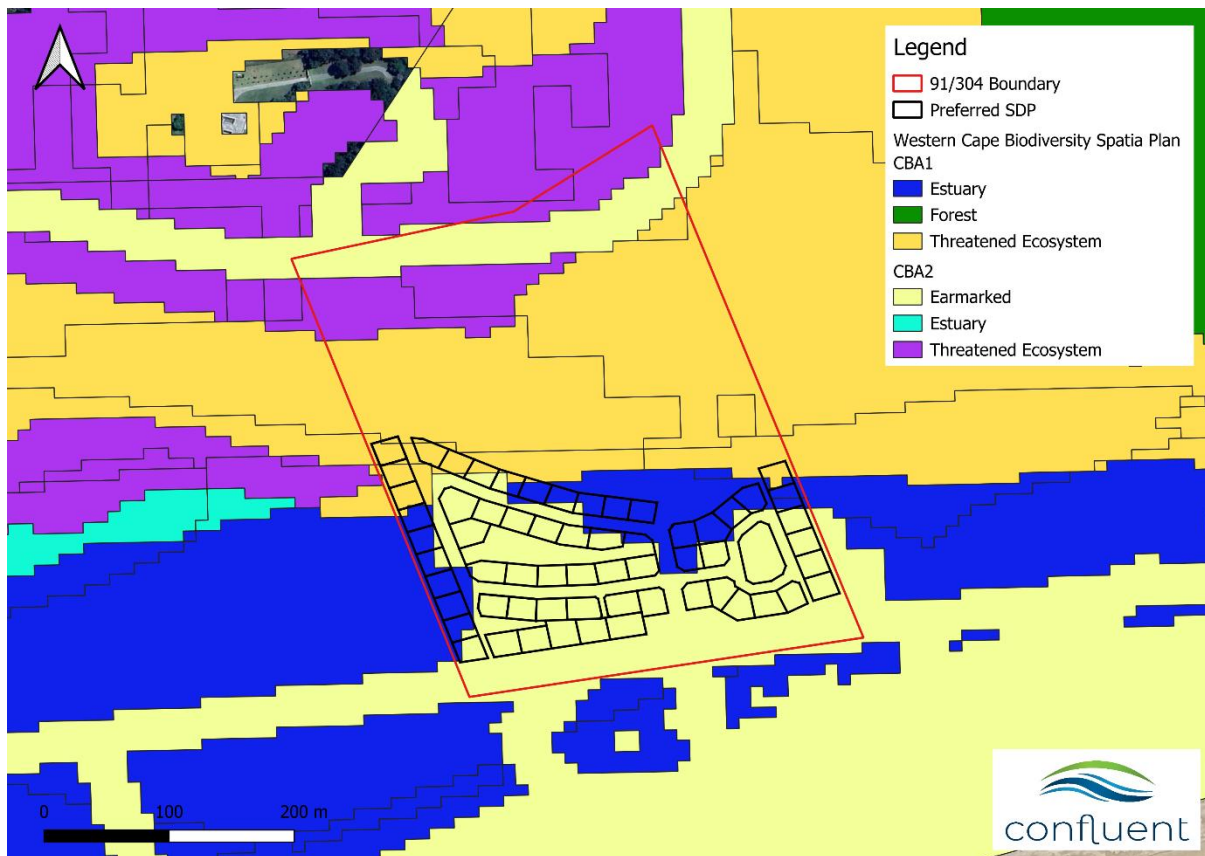 Legend
91/304 Boundary
Preferred SDP
Western Cape Biodiversity Spatia Plan
CBA1
Estuary
Forest
Threatened Ecosystem
CBA2
Earmarked
Estuary
Threatened Ecosystem
0 100 200 m
confluent